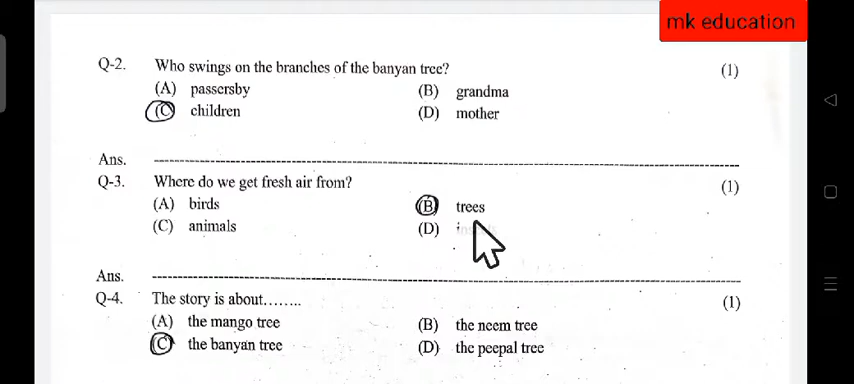 mk education
Q-2. Who swings on the branches of the banyan tree? (1)
(A) passersby (B) grandma
(C) children (D) mother
Ans.
Q-3. Where do we get fresh air from? (1)
(A) birds (B) trees
(C) animals (D)
Ans.
Q-4. The story is about........ (1)
(A) the mango tree (B) the neem tree
(C) the banyan tree (D) the peepal tree